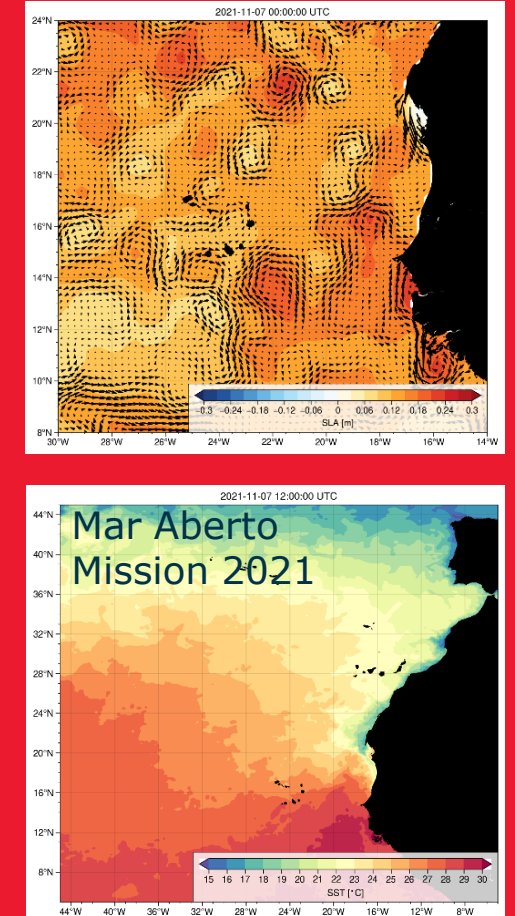 2021-11-07 00:00:00 UTC
24°N
22°N
20°N
18°N
16°N
14°N
12°N
10°N
8°N
-0.3 -0.24 -0.18 -0.12 -0.06 0 0.06 0.12 0.18 0.24 0.3
SLA [m]
30°W 28°W 26°W 24°W 22°W 20°W 18°W 16°W 14°W
2021-11-07 12:00:00 UTC
Mar Aberto
Mission 2021
44°N
40°N
36°N
32°N
28°N
24°N
20°N
16°N
12°N
8°N
15 16 17 18 19 20 21 22 23 24 25 26 27 28 29 30
SST [°C]
44°W 40°W 36°W 32°W 28°W 24°W 20°W 16°W 12°W 8°W